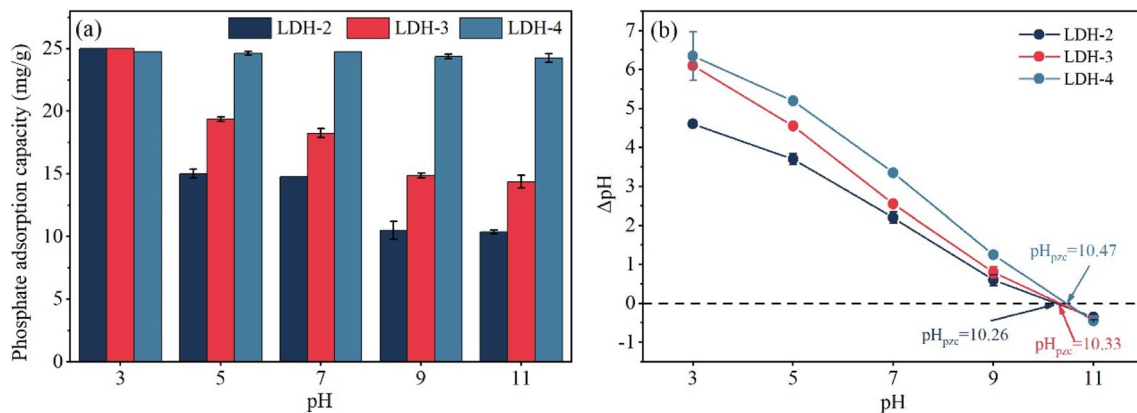 (a)
LDH-2
LDH-3
LDH-4
Phosphate adsorption capacity (mg/g)
25
20
15
10
5
0
3
5
7
9
11
pH
(b)
LDH-2
LDH-3
LDH-4
ΔpH
7
6
5
4
3
2
1
0
-1
pHpzc=10.47
pHpzc=10.26
pHpzc=10.33
3
5
7
9
11
pH